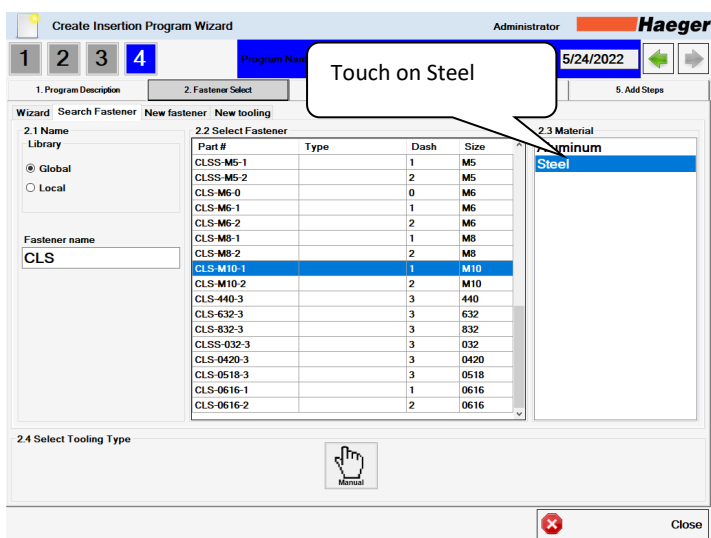 Create Insertion Program Wizard Administrator Haeger
1 2 3 4 Program Touch on Steel 5/24/2022
1. Program Description 2. Fastener Select 5. Add Steps
Wizard Search Fastener New fastener New tooling
2.1 Name 2.2 Select Fastener 2.3 Material
Library Part # Type Dash Size
Global
Local
Fastener name
CLS
CLSS-M5-1 1 M5
CLSS-M5-2 2 M5
CLS-M6-0 0 M6
CLS-M6-1 1 M6
CLS-M6-2 2 M6
CLS-M8-1 1 M8
CLS-M8-2 2 M8
CLS-M10-1 1 M10
CLS-M10-2 2 M10
CLS-440-3 3 440
CLS-632-3 3 632
CLS-832-3 3 832
CLSS-032-3 3 032
CLS-0420-3 3 0420
CLS-0518-3 3 0518
CLS-0616-1 1 0616
CLS-0616-2 2 0616
Steel
2.4 Select Tooling Type
Manual
Close